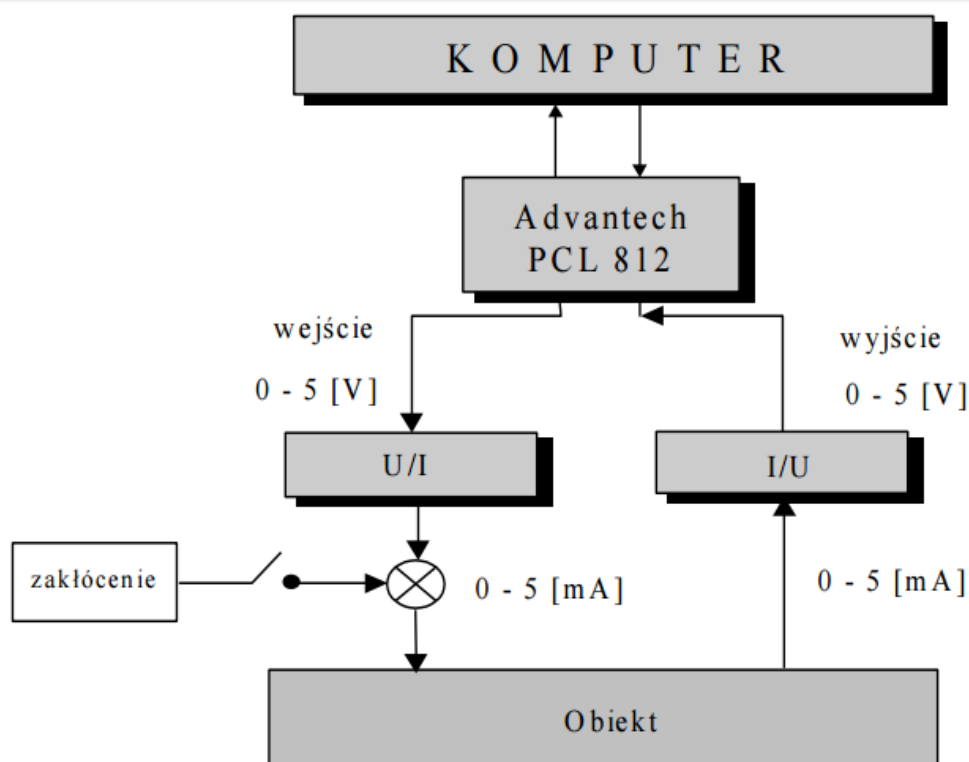 KOMPUTER
Advantech
PCL 812
wejście
0 - 5 [V]
wyjście
0 - 5 [V]
U/I
I/U
zakłócenie
0 - 5 [mA]
0 - 5 [mA]
Obiekt